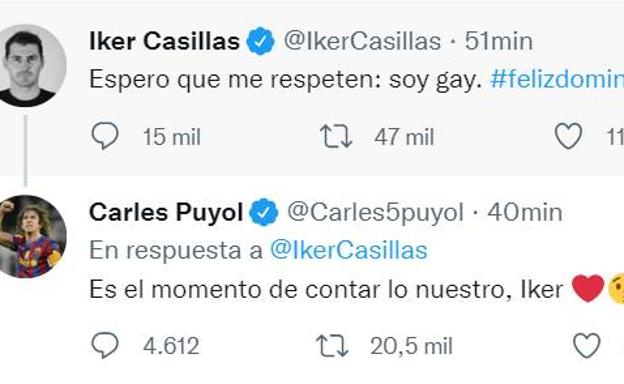 Iker Casillas @IkerCasillas · 51min
Espero que me respeten: soy gay. #felizdomin
15 mil 47 mil 11
Carles Puyol @Carles5puyol · 40min
En respuesta a @IkerCasillas
Es el momento de contar lo nuestro, Iker ❤️
4.612 20,5 mil